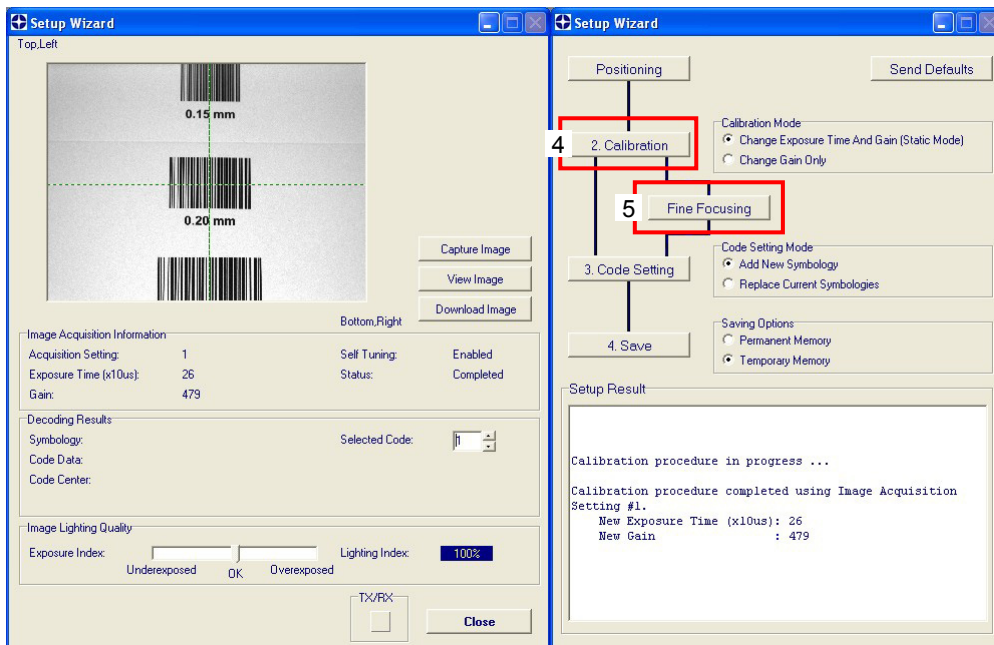 Setup Wizard
Top,Left
0.15 mm
0.20 mm
Capture Image
View Image
Download Image
Bottom,Right
Image Acquisition Information
Acquisition Setting: 1 Self Tuning: Enabled
Exposure Time (x10us): 26 Status: Completed
Gain: 479
Decoding Results
Symbology: Selected Code: 1
Code Data:
Code Center:
Image Lighting Quality
Exposure Index: Lighting Index: 100%
Underexposed OK Overexposed
TX/RX
Close
Setup Wizard
Positioning Send Defaults
4 2. Calibration
Calibration Mode
Change Exposure Time And Gain (Static Mode)
Change Gain Only
5 Fine Focusing
3. Code Setting
Code Setting Mode
Add New Symbology
Replace Current Symbologies
4. Save
Saving Options
Permanent Memory
Temporary Memory
Setup Result
Calibration procedure in progress ...
Calibration procedure completed using Image Acquisition
Setting #1.
New Exposure Time (x10us): 26
New Gain : 479